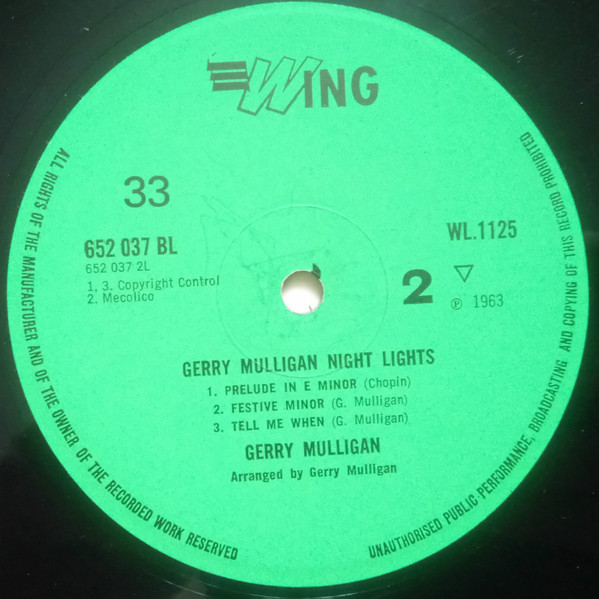 WING
33
652 037 BL
652 037 2L
1, 3. Copyright Control
2. Mecolico
WL.1125
2
℗ 1963
GERRY MULLIGAN NIGHT LIGHTS
1. PRELUDE IN E MINOR (Chopin)
2. FESTIVE MINOR (G. Mulligan)
3. TELL ME WHEN (G. Mulligan)
GERRY MULLIGAN
Arranged by Gerry Mulligan
ALL RIGHTS OF THE MANUFACTURER AND OF THE OWNER OF THE RECORDED WORK RESERVED
UNAUTHORISED PUBLIC PERFORMANCE, BROADCASTING AND COPYING OF THIS RECORD PROHIBITED